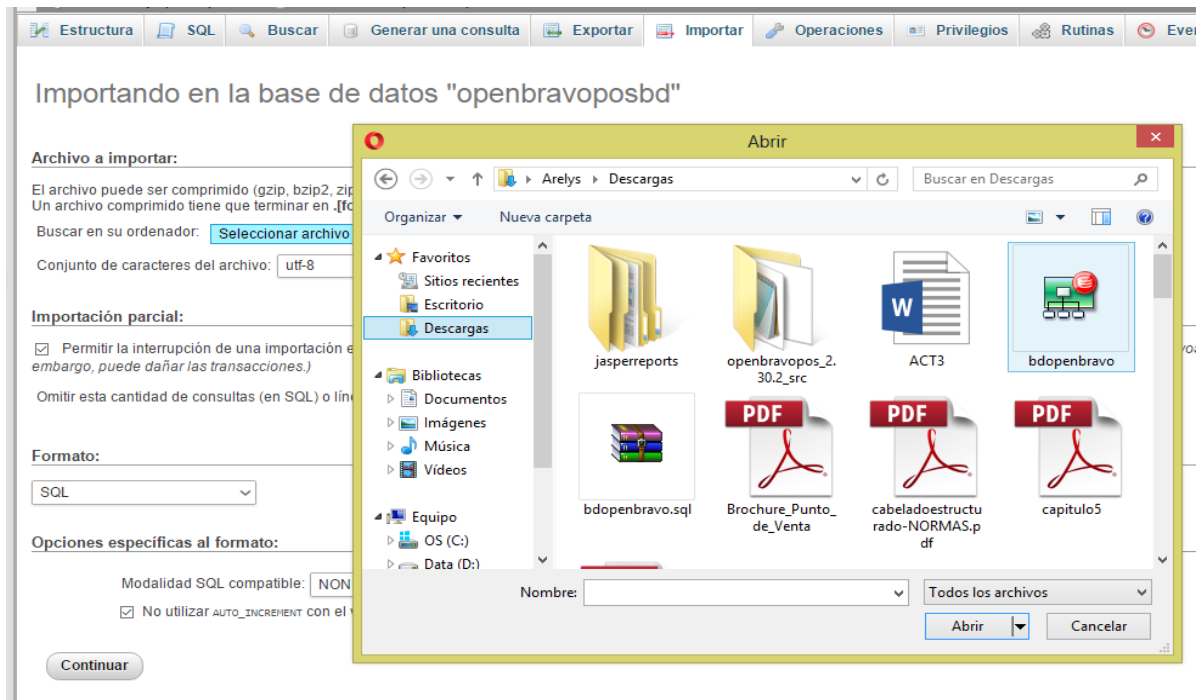 Estructura SQL Buscar Generar una consulta Exportar Importar Operaciones Privilegios Rutinas
Importando en la base de datos "openbravoposbd"
Archivo a importar:
El archivo puede ser comprimido (gzip, bzip2, zip
Un archivo comprimido tiene que terminar en
Buscar en su ordenador: Seleccionar archivo
Conjunto de caracteres del archivo: utf-8
Importación parcial:
Permitir la interrupción de una importación
embargo, puede dañar las transacciones.)
Omitir esta cantidad de consultas (en SQL) o
Formato:
SQL
Opciones específicas al formato:
Modalidad SQL compatible: NON
No utilizar AUTO_INCREMENT con el
Continuar
Abrir
Arelys Descargas
Buscar en Descargas
Organizar Nueva carpeta
Favoritos
Sitios recientes
Escritorio
Descargas
Bibliotecas
Documentos
Imágenes
Música
Vídeos
Equipo
OS (C:)
Data (D:)
jasperreports
openbravopos_2.
30.2_src
W
ACT3
bdopenbravo
bdopenbravo.sql
PDF
Brochure_Punto_
de_Venta
PDF
cabeladoestructu
rado-NORMAS.p
df
PDF
capitulo5
Nombre:
Todos los archivos
Abrir Cancelar